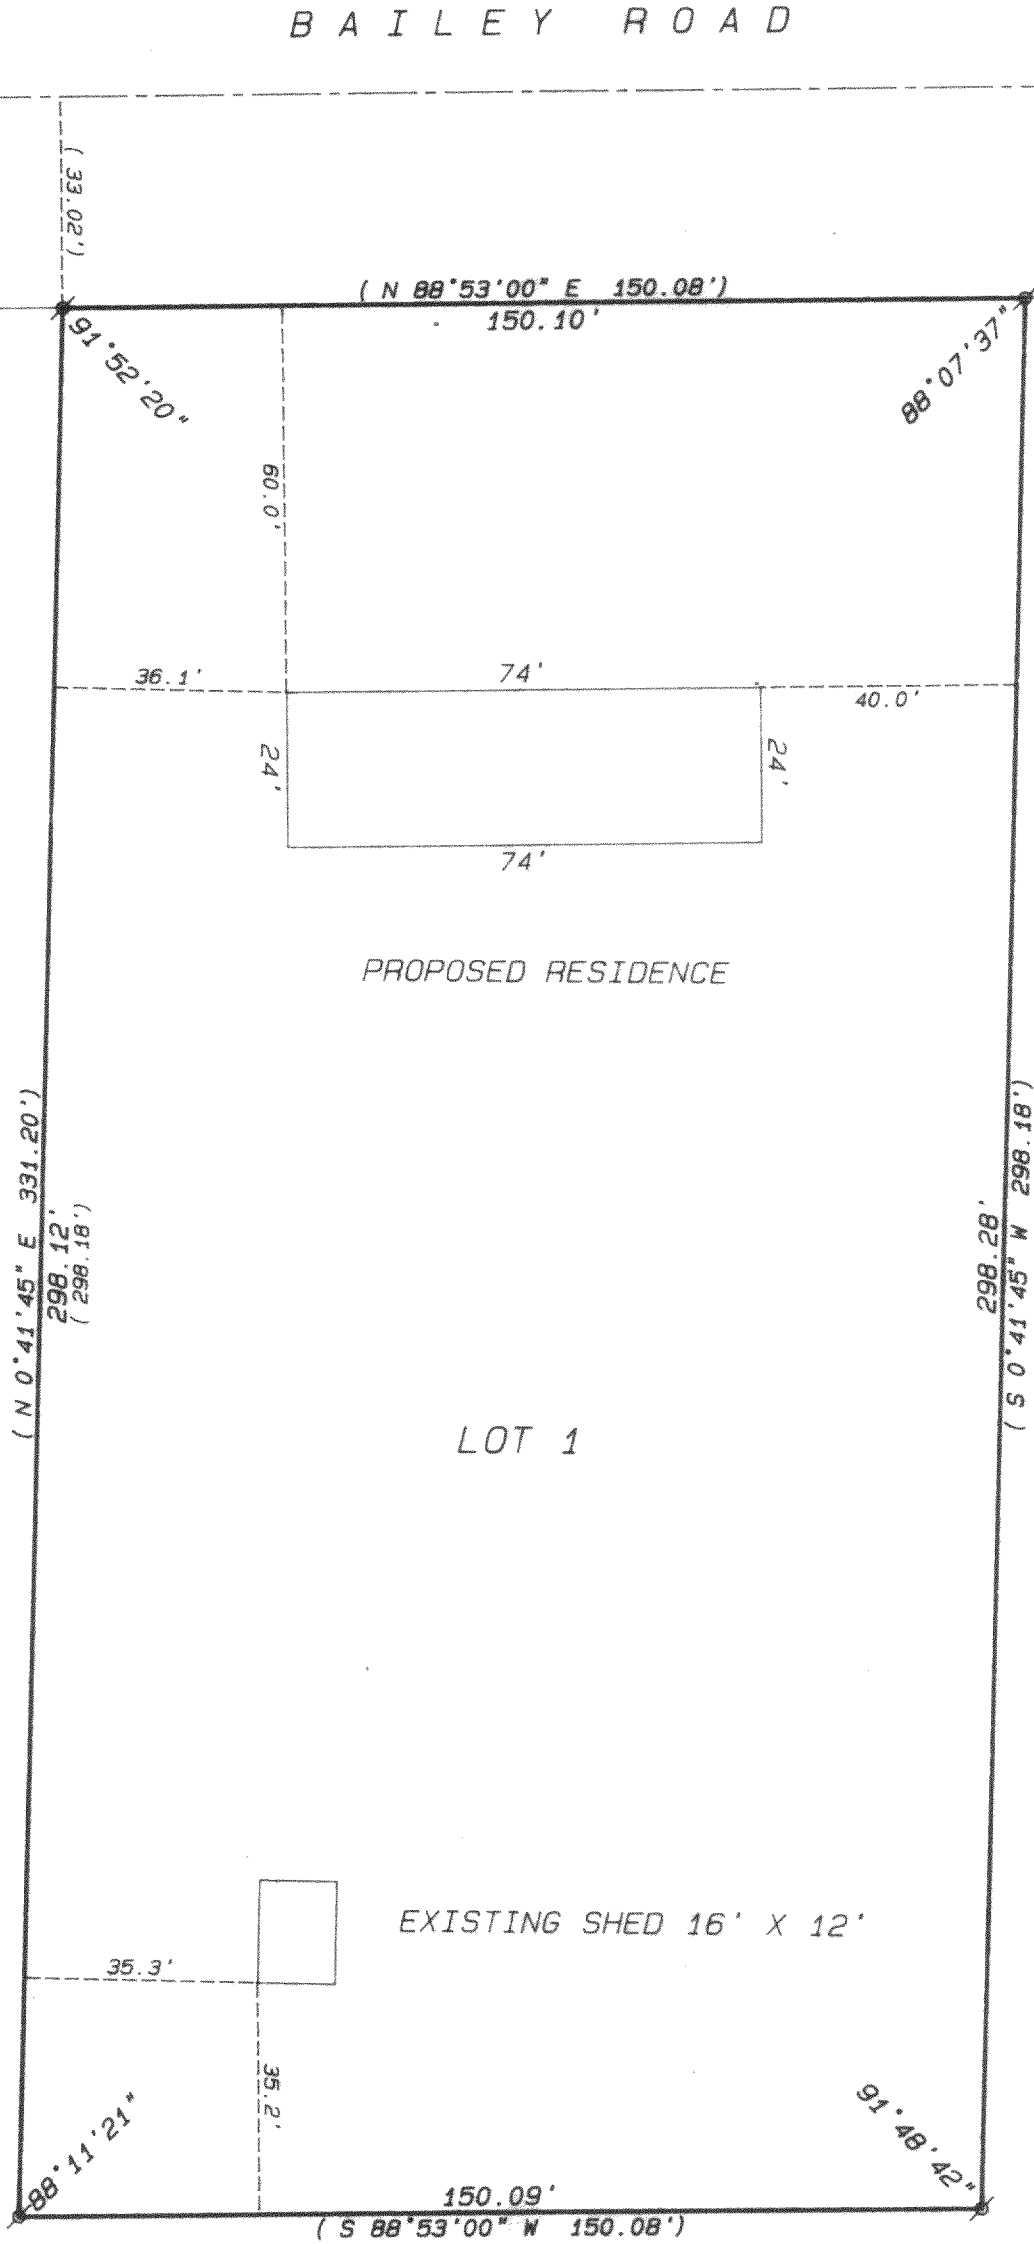 BAILEY ROAD
( 33.02')
( N 88°53'00" E 150.08')
150.10'
91°52'20"
88°07'37"
60.0'
36.1'
74'
40.0'
24'
24'
74'
PROPOSED RESIDENCE
( N 0°41'45" E 331.20')
298.12'
( 298.18')
298.28'
( S 0°41'45" W 298.18')
LOT 1
EXISTING SHED 16' X 12'
35.3'
35.2'
88°11'21"
91°48'42"
150.09'
( S 88°53'00" W 150.08')